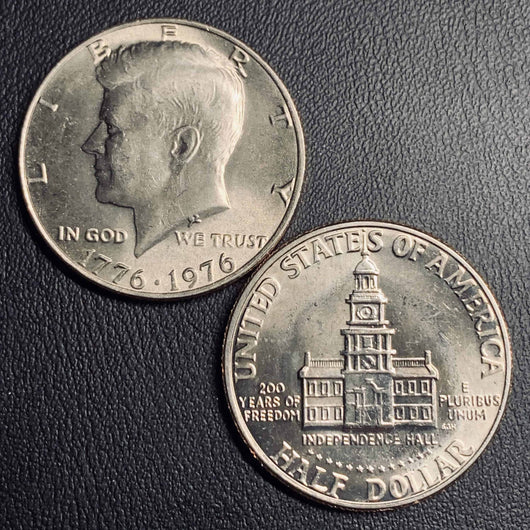 LIBERTY
IN GOD WE TRUST
1776·1976
UNITED STATES OF AMERICA
200
YEARS OF
FREEDOM
E
PLURIBUS
UNUM
INDEPENDENCE HALL
HALF DOLLAR